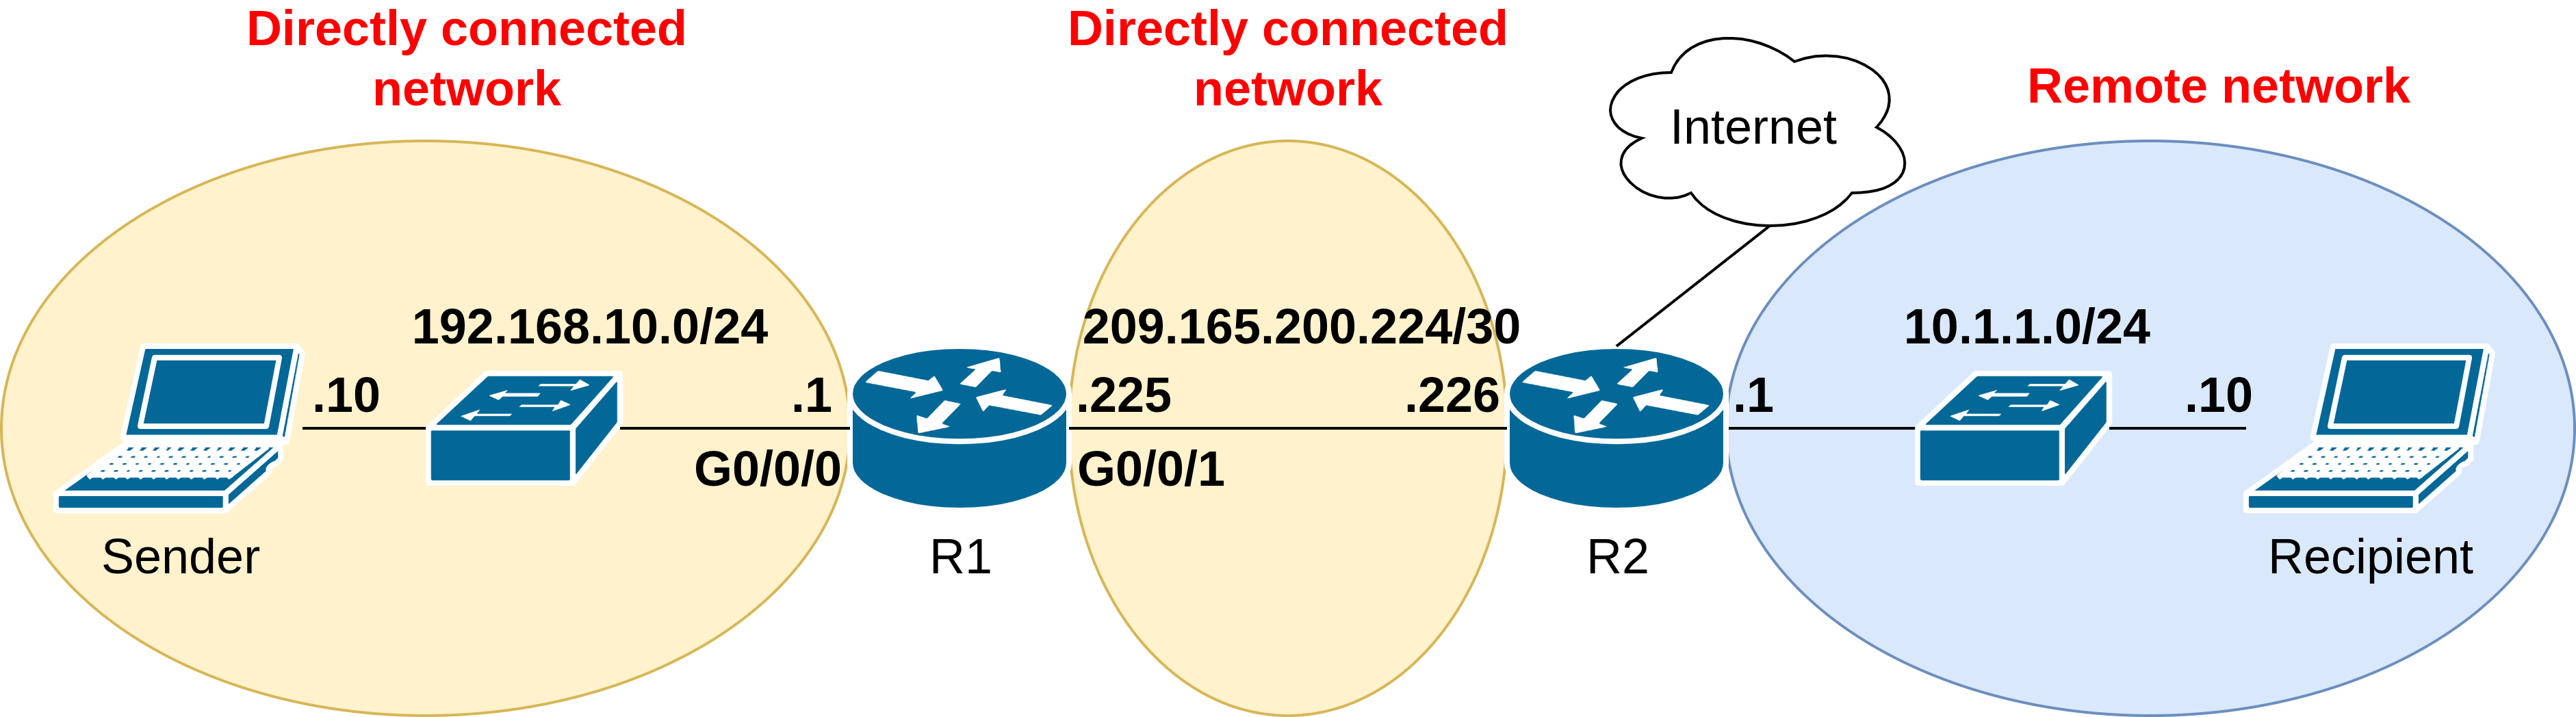 Directly connected
network
Directly connected
network
Internet
Remote network
192.168.10.0/24
209.165.200.224/30
10.1.1.0/24
.10
.1
.225
.226
.1
.10
G0/0/0
G0/0/1
Sender
R1
R2
Recipient